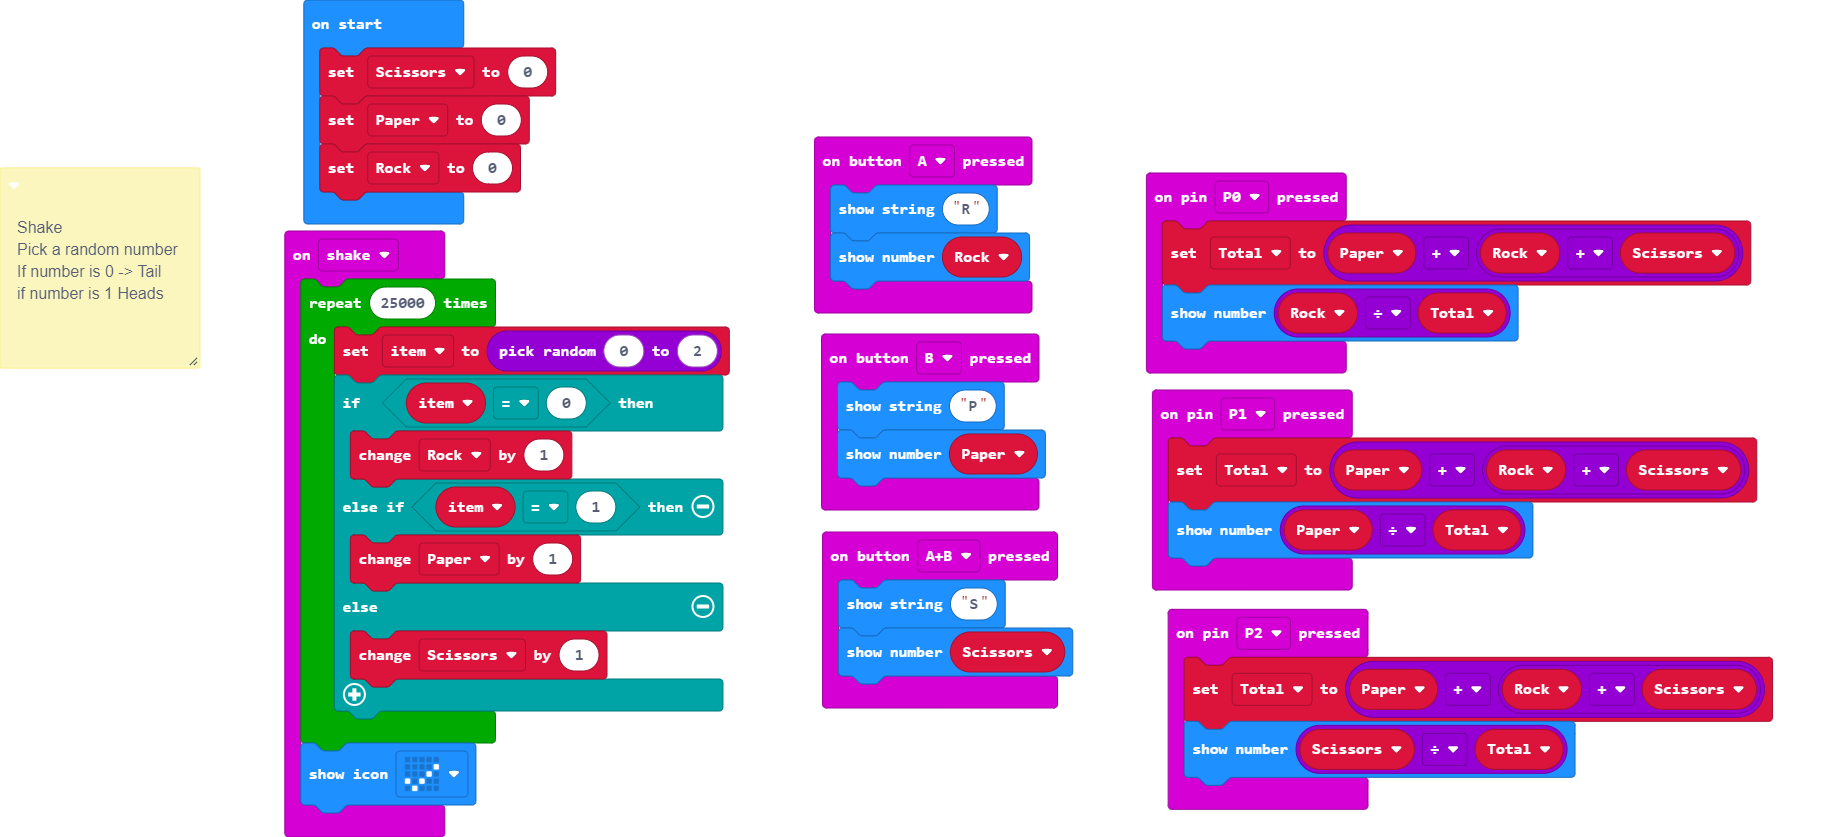 Shake
Pick a random number
If number is 0 -> Tail
if number is 1 Heads
on start
set Scissors to 0
set Paper to 0
set Rock to 0
on shake
repeat 25000 times
do
set item to pick random 0 to 2
if item = 0 then
change Rock by 1
else if item = 1 then
change Paper by 1
else
change Scissors by 1
show icon
on button A pressed
show string "R"
show number Rock
on button B pressed
show string "P"
show number Paper
on button A+B pressed
show string "S"
show number Scissors
on pin P0 pressed
set Total to Paper + Rock + Scissors
show number Rock ÷ Total
on pin P1 pressed
set Total to Paper + Rock + Scissors
show number Paper ÷ Total
on pin P2 pressed
set Total to Paper + Rock + Scissors
show number Scissors ÷ Total